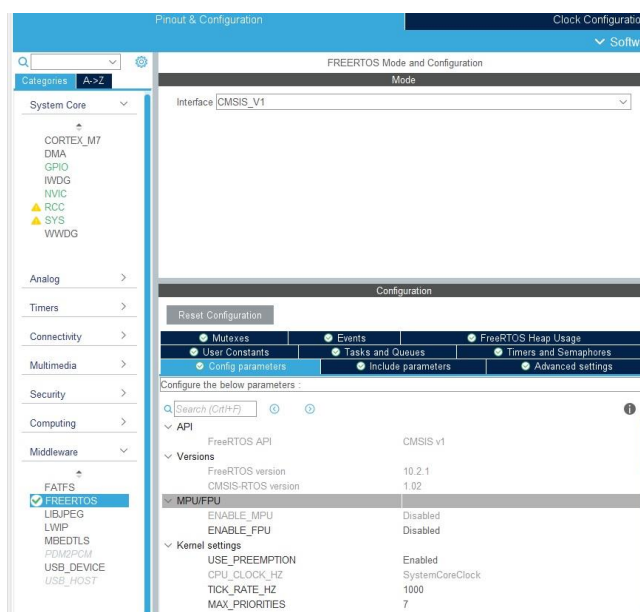 Pinout & Configuration
Clock Configuratio
Softw
Categories A->Z
System Core
CORTEX_M7
DMA
GPIO
IWDG
NVIC
RCC
SYS
WWDG
Analog
Timers
Connectivity
Multimedia
Security
Computing
Middleware
FATFS
FREERTOS
LIBJPEG
LWIP
MBEDTLS
PDM2PCM
USB_DEVICE
USB_HOST
FREERTOS Mode and Configuration
Mode
Interface CMSIS_V1
Configuration
Reset Configuration
Mutexes Events FreeRTOS Heap Usage
User Constants Tasks and Queues Timers and Semaphores
Config parameters Include parameters Advanced settings
Configure the below parameters :
Search (Crtl+F)
API
FreeRTOS API CMSIS v1
Versions
FreeRTOS version 10.2.1
CMSIS-RTOS version 1.02
MPU/FPU
ENABLE_MPU Disabled
ENABLE_FPU Disabled
Kernel settings
USE_PREEMPTION Enabled
CPU_CLOCK_HZ SystemCoreClock
TICK_RATE_HZ 1000
MAX_PRIORITIES 7